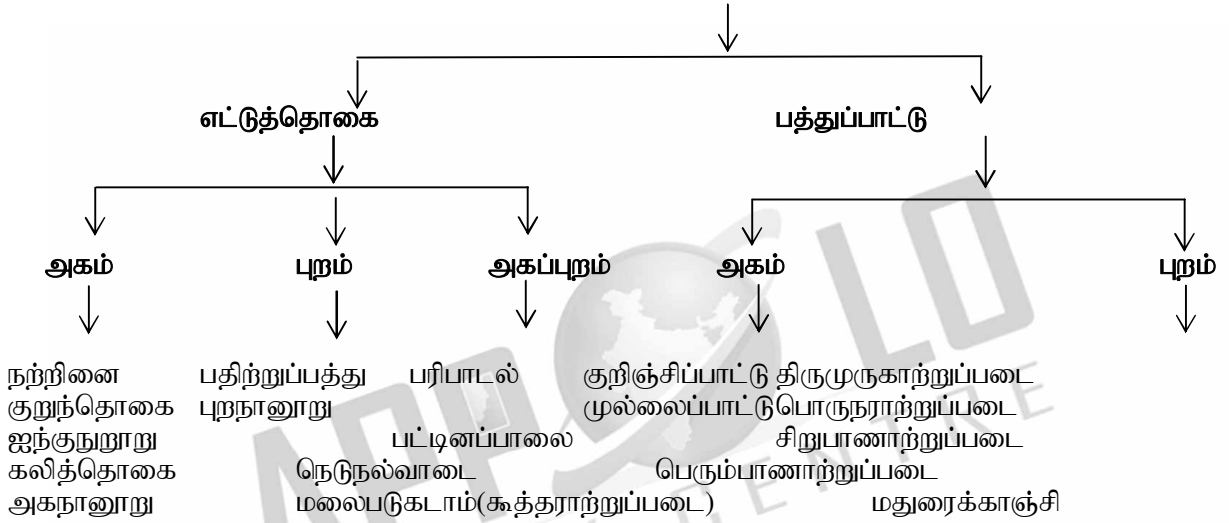 எட்டுத்தொகை பத்துப்பாட்டு
அகம் புறம் அகப்புறம் அகம் புறம்
நற்றினை பதிற்றுப்பத்து பரிபாடல் குறிஞ்சிப்பாட்டு திருமுருகாற்றுப்படை
குறுந்தொகை புறநானூறு முல்லைப்பாட்டுபொருநராற்றுப்படை
ஐந்குநுறூறு பட்டினப்பாலை சிறுபாணாற்றுப்படை
கலித்தொகை நெடுநல்வாடை பெரும்பாணாற்றுப்படை
அகநானூறு மலைபடுகடாம்(கூத்தராற்றுப்படை) மதுரைக்காஞ்சி